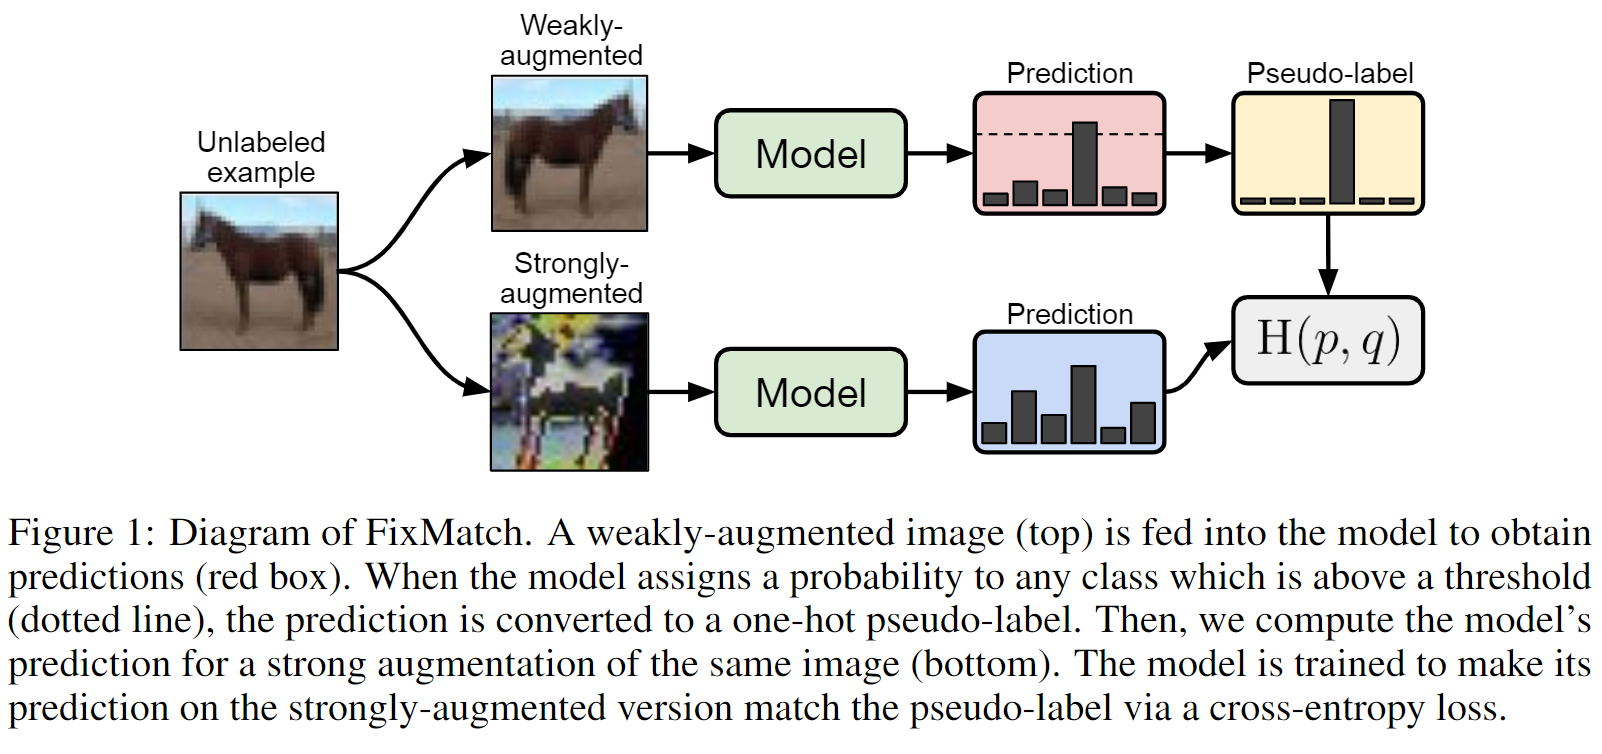 Weakly-
augmented
Prediction
Pseudo-label
Unlabeled
example
Model
Strongly-
augmented
Prediction
Model
H(p, q)
Figure 1: Diagram of FixMatch. A weakly-augmented image (top) is fed into the model to obtain
predictions (red box). When the model assigns a probability to any class which is above a threshold
(dotted line), the prediction is converted to a one-hot pseudo-label. Then, we compute the model’s
prediction for a strong augmentation of the same image (bottom). The model is trained to make its
prediction on the strongly-augmented version match the pseudo-label via a cross-entropy loss.